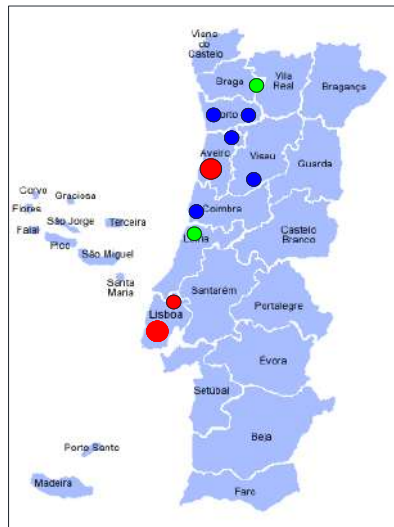 Viana
do
Castelo
Braga
Vila
Real
Bragança
Porto
Aveiro
Viseu
Guarda
Corvo
Graciosa
Flores
São Jorge
Terceira
Faial
Pico
São Miguel
Santa
Maria
Coimbra
Castelo
Branco
Leiria
Santarém
Portalegre
Lisboa
Évora
Setúbal
Beja
Porto Santo
Madeira
Faro